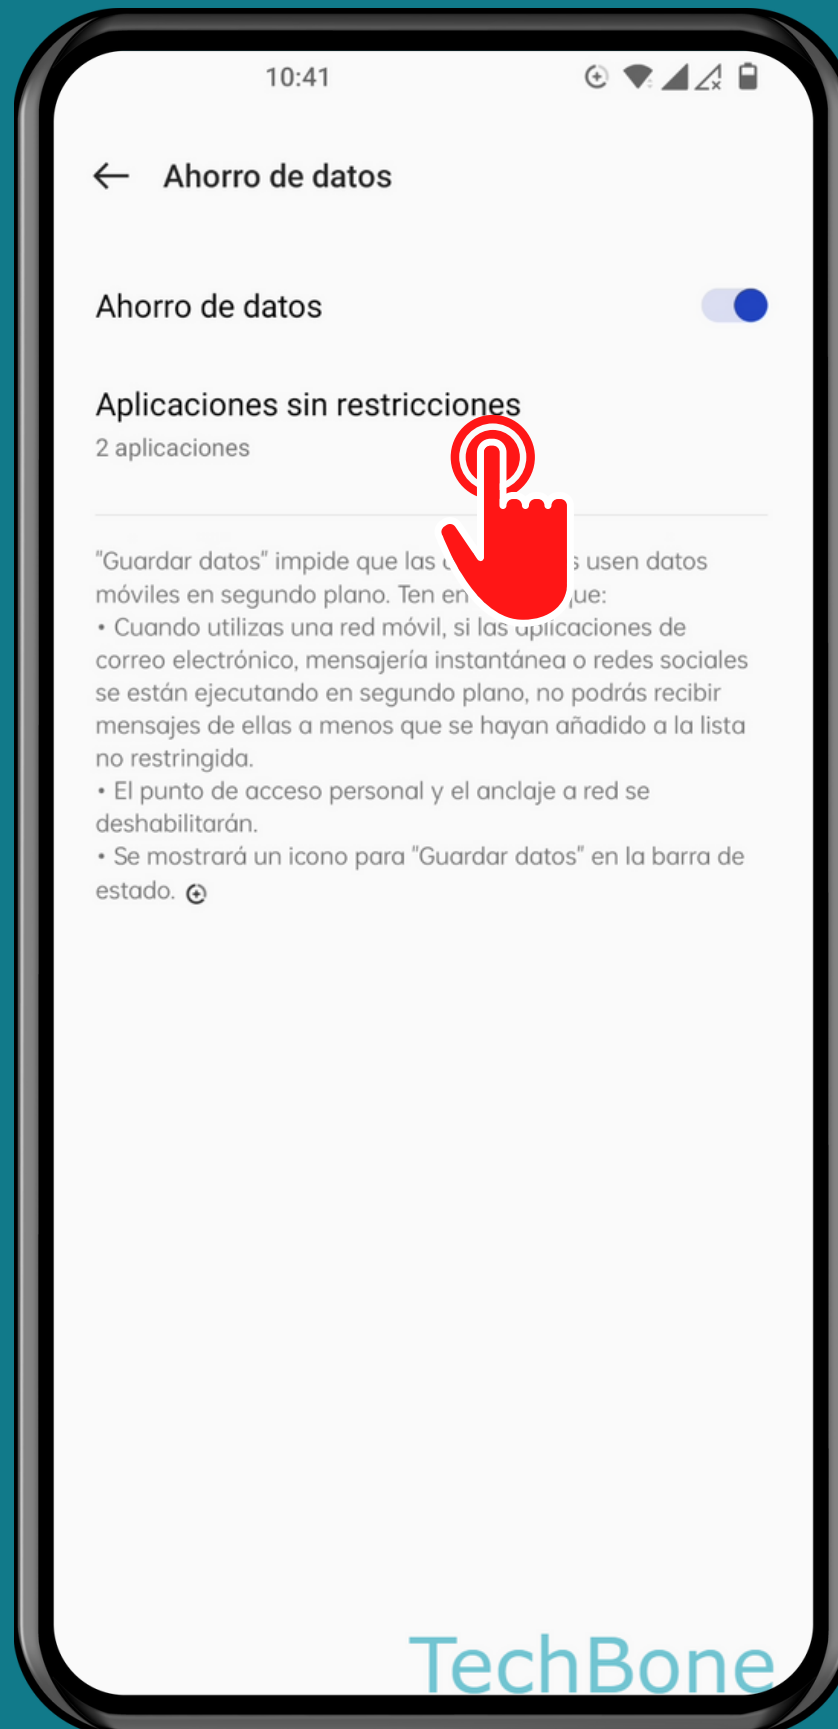 10:41
Ahorro de datos
Ahorro de datos
Aplicaciones sin restricciones
2 aplicaciones
"Guardar datos" impide que las usen datos
móviles en segundo plano. Ten en
• Cuando utilizas una red móvil, si las aplicaciones de
correo electrónico, mensajería instantánea o redes sociales
se están ejecutando en segundo plano, no podrás recibir
mensajes de ellas a menos que se hayan añadido a la lista
no restringida.
• El punto de acceso personal y el anclaje a red se
deshabilitarán.
• Se mostrará un icono para "Guardar datos" en la barra de
estado.
TechBone